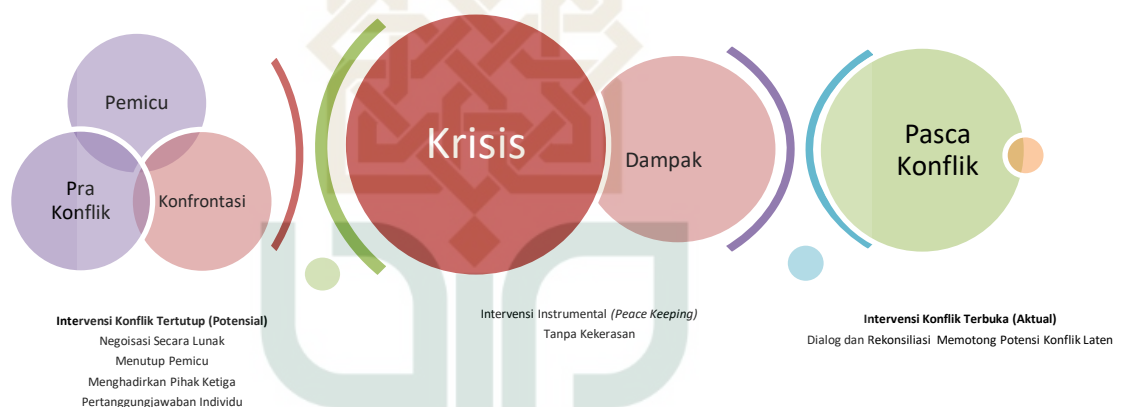 Pemicu
Pra
Konflik
Konfrontasi
Krisis
Dampak
Pasca
Konflik
Intervensi Konflik Tertutup (Potensial)
Negoisasi Secara Lunak
Menutup Pemicu
Menghadirkan Pihak Ketiga
Pertanggungjawaban Individu
Intervensi Instrumental (Peace Keeping)
Tanpa Kekerasan
Intervensi Konflik Terbuka (Aktual)
Dialog dan Rekonsiliasi Memotong Potensi Konflik Laten